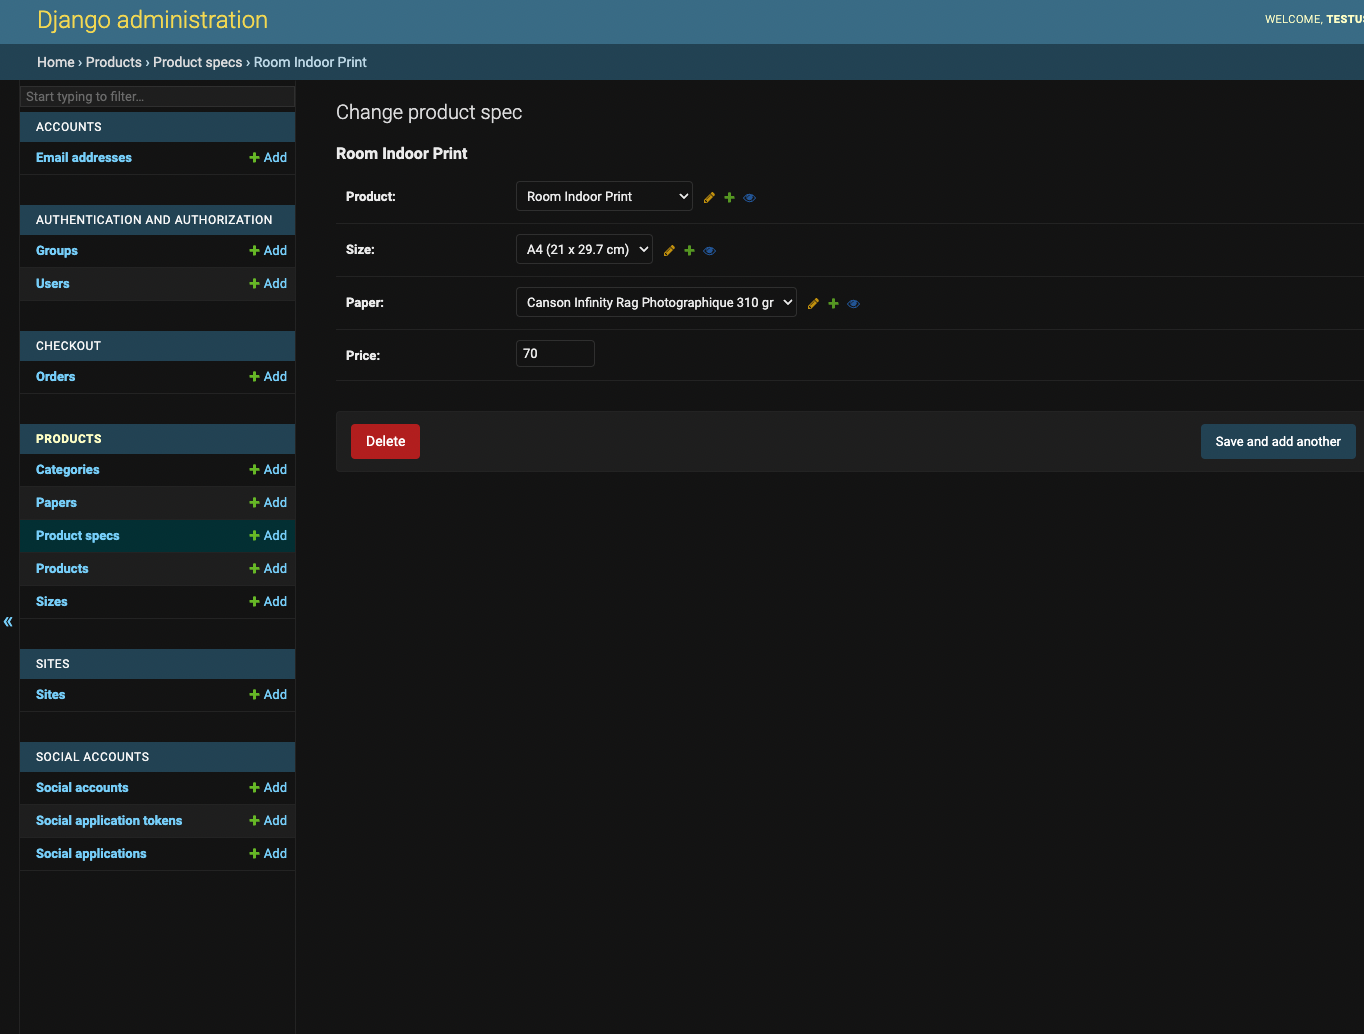 Django administration
WELCOME,
Home › Products › Product specs › Room Indoor Print
Start typing to filter...
ACCOUNTS
Email addresses Add
AUTHENTICATION AND AUTHORIZATION
Groups Add
Users Add
CHECKOUT
Orders Add
PRODUCTS
Categories Add
Papers Add
Product specs Add
Products Add
Sizes Add
«
SITES
Sites Add
SOCIAL ACCOUNTS
Social accounts Add
Social application tokens Add
Social applications Add
Change product spec
Room Indoor Print
Product: Room Indoor Print
Size: A4 (21 x 29.7 cm)
Paper: Canson Infinity Rag Photographique 310 gr
Price: 70
Delete Save and add another